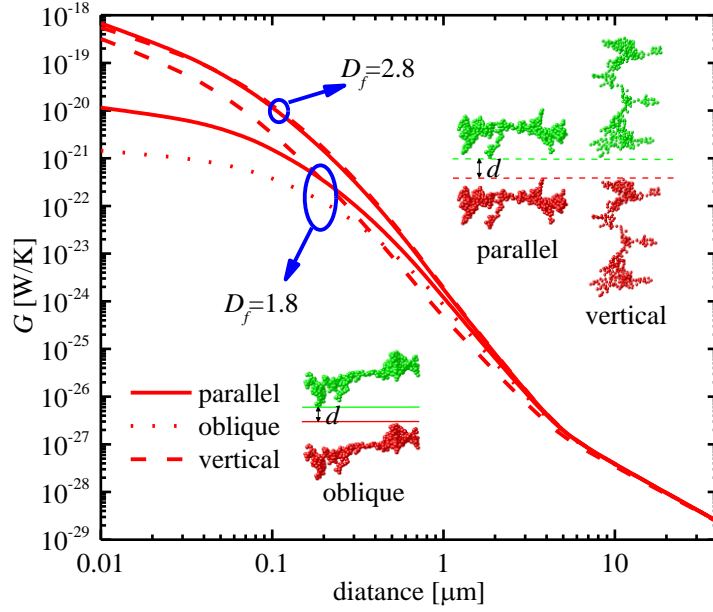 10⁻¹⁸
10⁻¹⁹
10⁻²⁰
10⁻²¹
10⁻²²
10⁻²³
10⁻²⁴
10⁻²⁵
10⁻²⁶
10⁻²⁷
10⁻²⁸
10⁻²⁹
G [W/K]
D_f=2.8
D_f=1.8
d
parallel
vertical
parallel
oblique
vertical
d
oblique
0.01 0.1 1 10
diatance [μm]